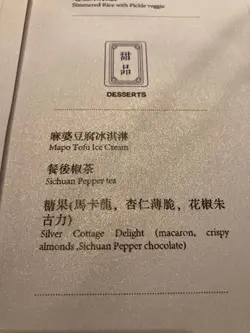 Simmered Rice with Pickle veggie
甜
品
DESSERTS
麻婆豆腐冰淇淋
Mapo Tofu Ice Cream
餐後椒茶
Sichuan Pepper tea
糖果(馬卡龍，杏仁薄脆，花椒朱
古力)
Silver Cottage Delight (macaron, crispy
almonds ,Sichuan Pepper chocolate)